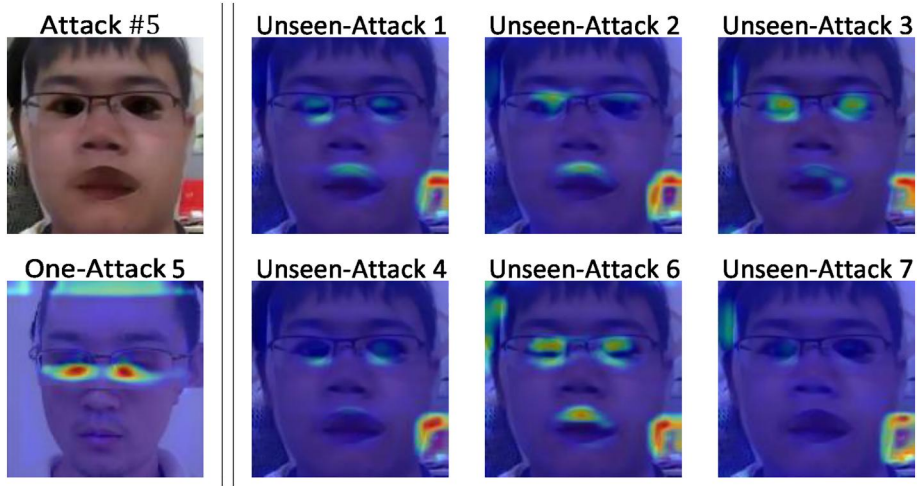 Attack #5
Unseen-Attack 1
Unseen-Attack 2
Unseen-Attack 3
One-Attack 5
Unseen-Attack 4
Unseen-Attack 6
Unseen-Attack 7